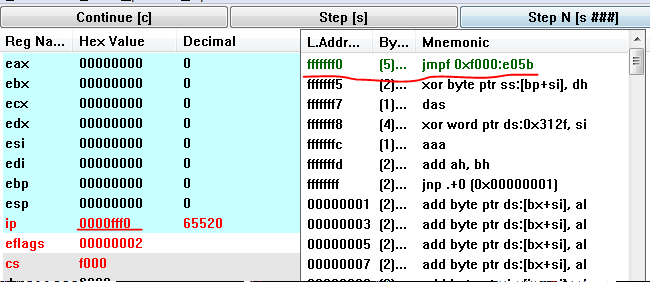 Continue [c] Step [s] Step N [s ###]
Reg Na... Hex Value Decimal L.Addr... By... Mnemonic
eax 00000000 0 fffffff0 (5)... jmpf 0xf000:e05b
ebx 00000000 0 fffffff5 (2)... xor byte ptr ss:[bp+si], dh
ecx 00000000 0 fffffff7 (1)... das
edx 00000000 0 fffffff8 (4)... xor word ptr ds:0x312f, si
esi 00000000 0 fffffffc (1)... aaa
edi 00000000 0 fffffffd (2)... add ah, bh
ebp 00000000 0 ffffffff (2)... jnp .+0 (0x00000001)
esp 00000000 0 00000001 (2)... add byte ptr ds:[bx+si], al
ip 0000fff0 65520 00000003 (2)... add byte ptr ds:[bx+si], al
eflags 00000002 00000005 (2)... add byte ptr ds:[bx+si], al
cs f000 00000007 (2)... add byte ptr ds:[bx+si], al